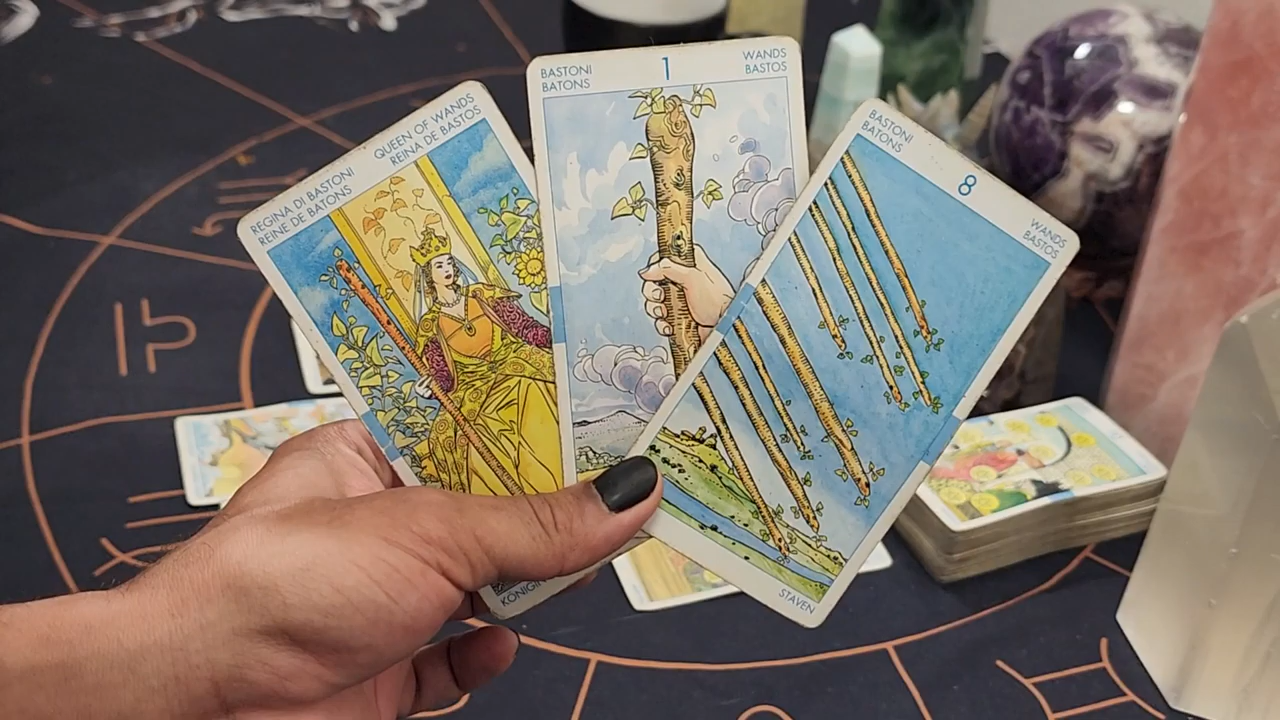 REGINA DI BASTONI
REINE DE BATONS
QUEEN OF WANDS
REINA DE BASTOS
BASTONI
BATONS
1
WANDS
BASTOS
BASTONI
BATONS
8
WANDS
BASTOS
STAVEN